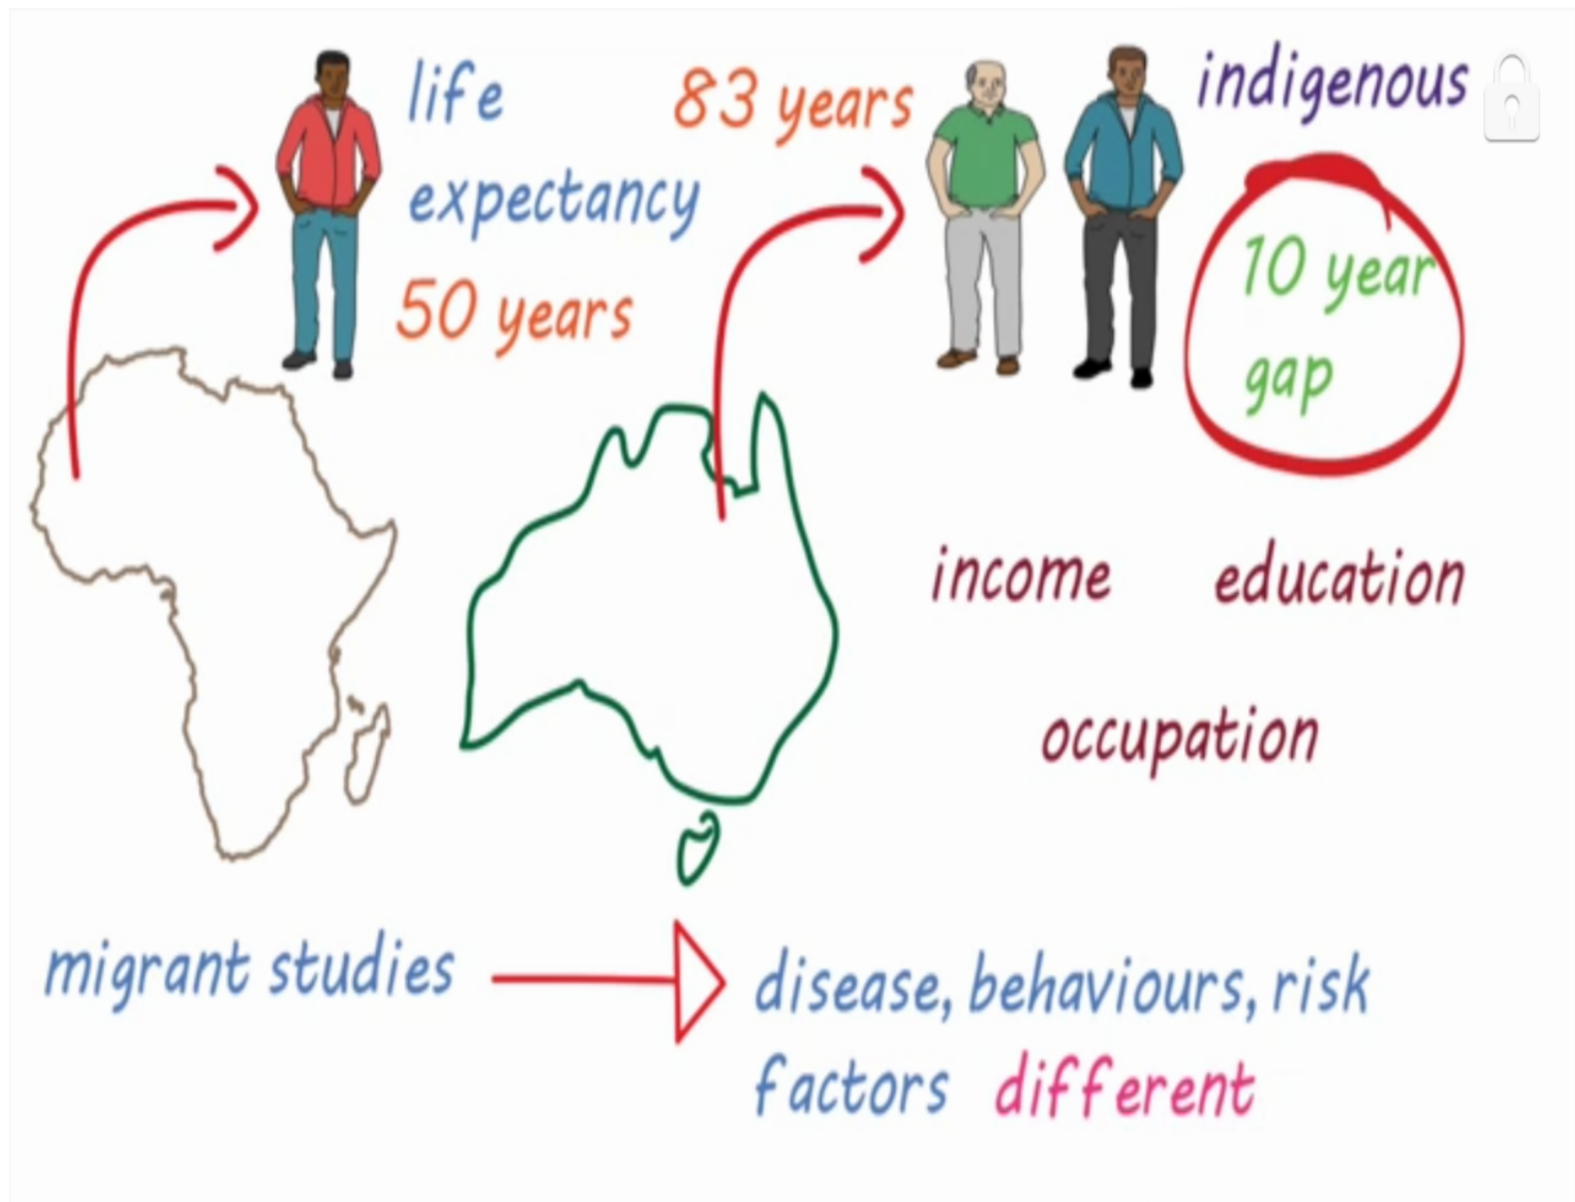 life
expectancy
50 years
83 years
indigenous
10 year
gap
income education
occupation
migrant studies
disease, behaviours, risk
factors different